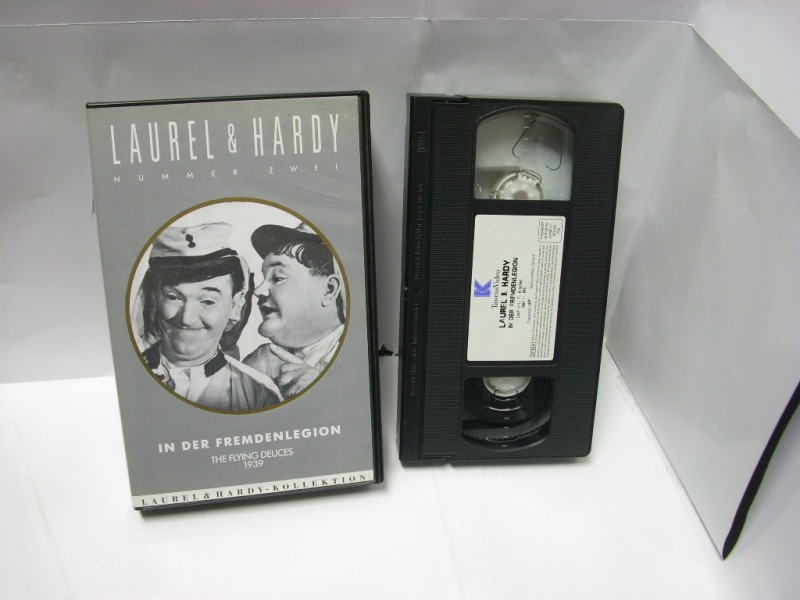 LAUREL & HARDY
NUMMER ZWEI
IN DER FREMDENLEGION
THE FLYING DEUCES
1939
LAUREL & HARDY-KOLLEKTION
TaurusVideo
LAUREL & HARDY
IN DER FREMDENLEGION